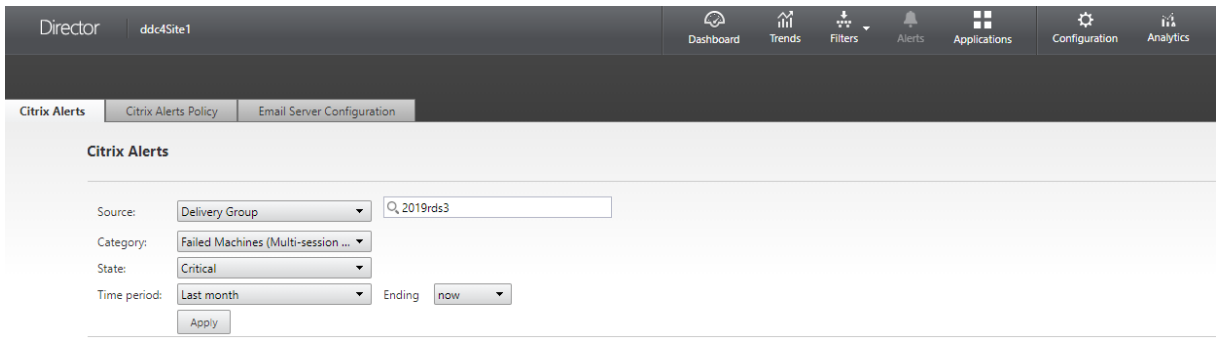 Director ddc4Site1 Dashboard Trends Filters Alerts Applications Configuration Analytics
Citrix Alerts Citrix Alerts Policy Email Server Configuration
Citrix Alerts
Source: Delivery Group 2019rds3
Category: Failed Machines (Multi-session ...
State: Critical
Time period: Last month Ending now
Apply